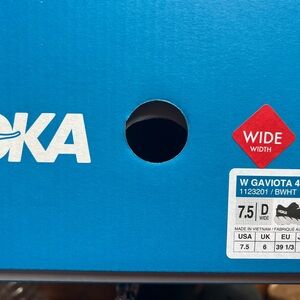 OKA
WIDE
WIDTH
W GAVIOTA 4
1123201 / BWHT
7.5 D
WIDE
MADE IN VIETNAM / FABRIQUÉ AU
USA UK EU
7.5 6 39 1/3